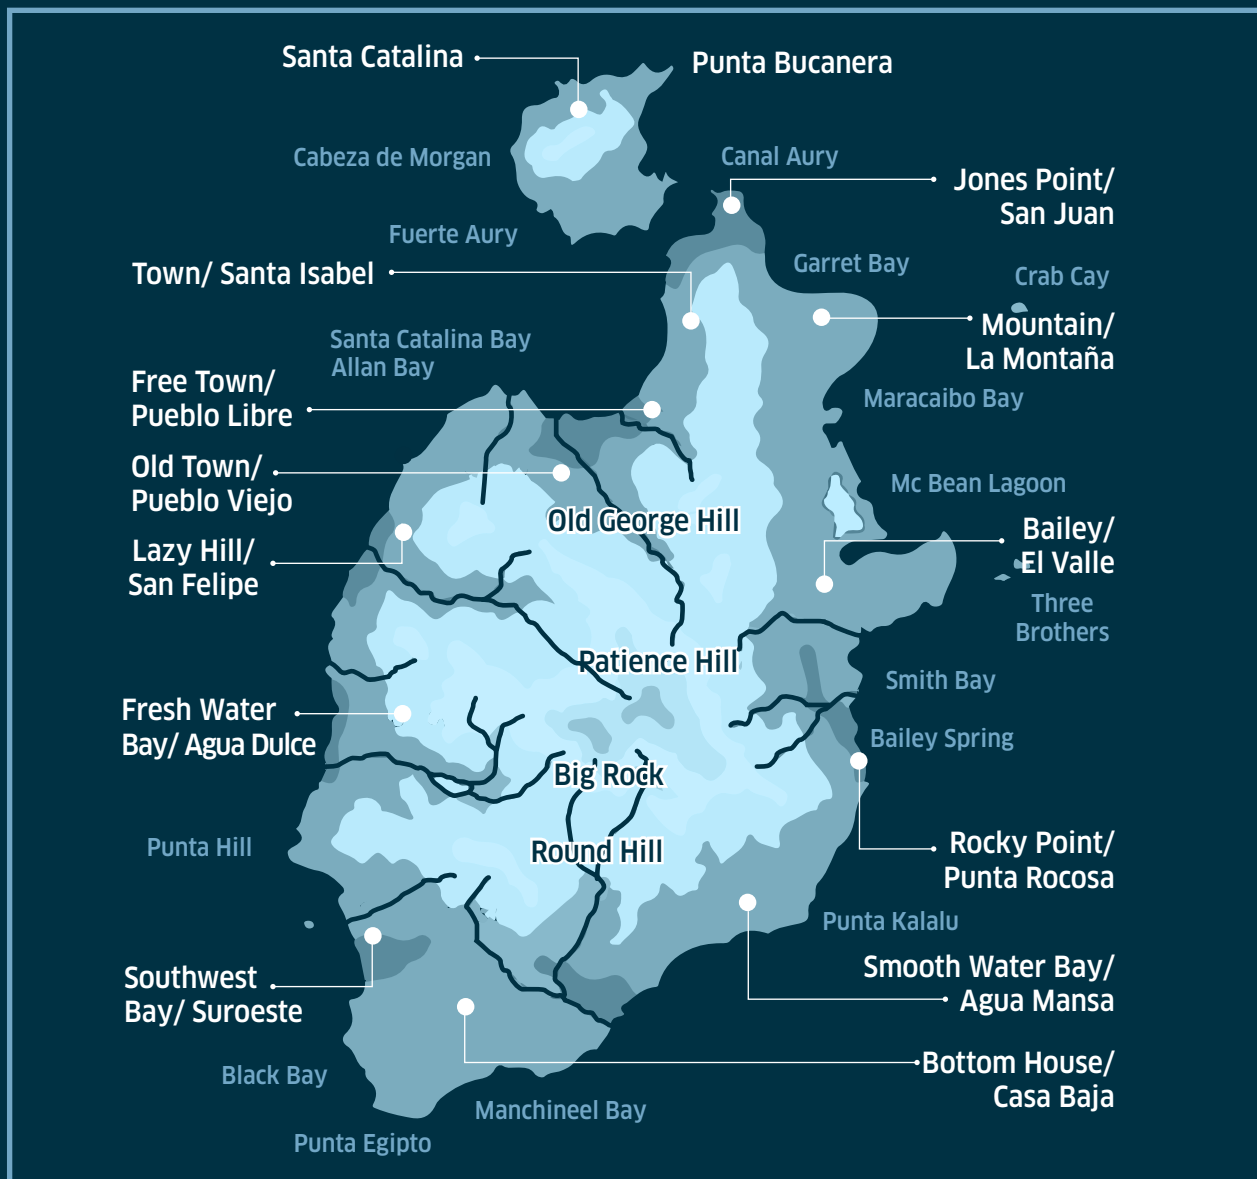 Santa Catalina
Punta Bucanera
Cabeza de Morgan
Canal Aury
Jones Point/
San Juan
Fuerte Aury
Town/ Santa Isabel
Garret Bay
Crab Cay
Mountain/
La Montaña
Santa Catalina Bay
Allan Bay
Free Town/
Pueblo Libre
Maracaibo Bay
Old Town/
Pueblo Viejo
Mc Bean Lagoon
Old George Hill
Bailey/
El Valle
Lazy Hill/
San Felipe
Three
Brothers
Patience Hill
Smith Bay
Fresh Water
Bay/ Agua Dulce
Bailey Spring
Big Rock
Punta Hill
Round Hill
Rocky Point/
Punta Rocosa
Punta Kalalu
Southwest
Bay/ Suroeste
Smooth Water Bay/
Agua Mansa
Black Bay
Bottom House/
Casa Baja
Manchineel Bay
Punta Egipto